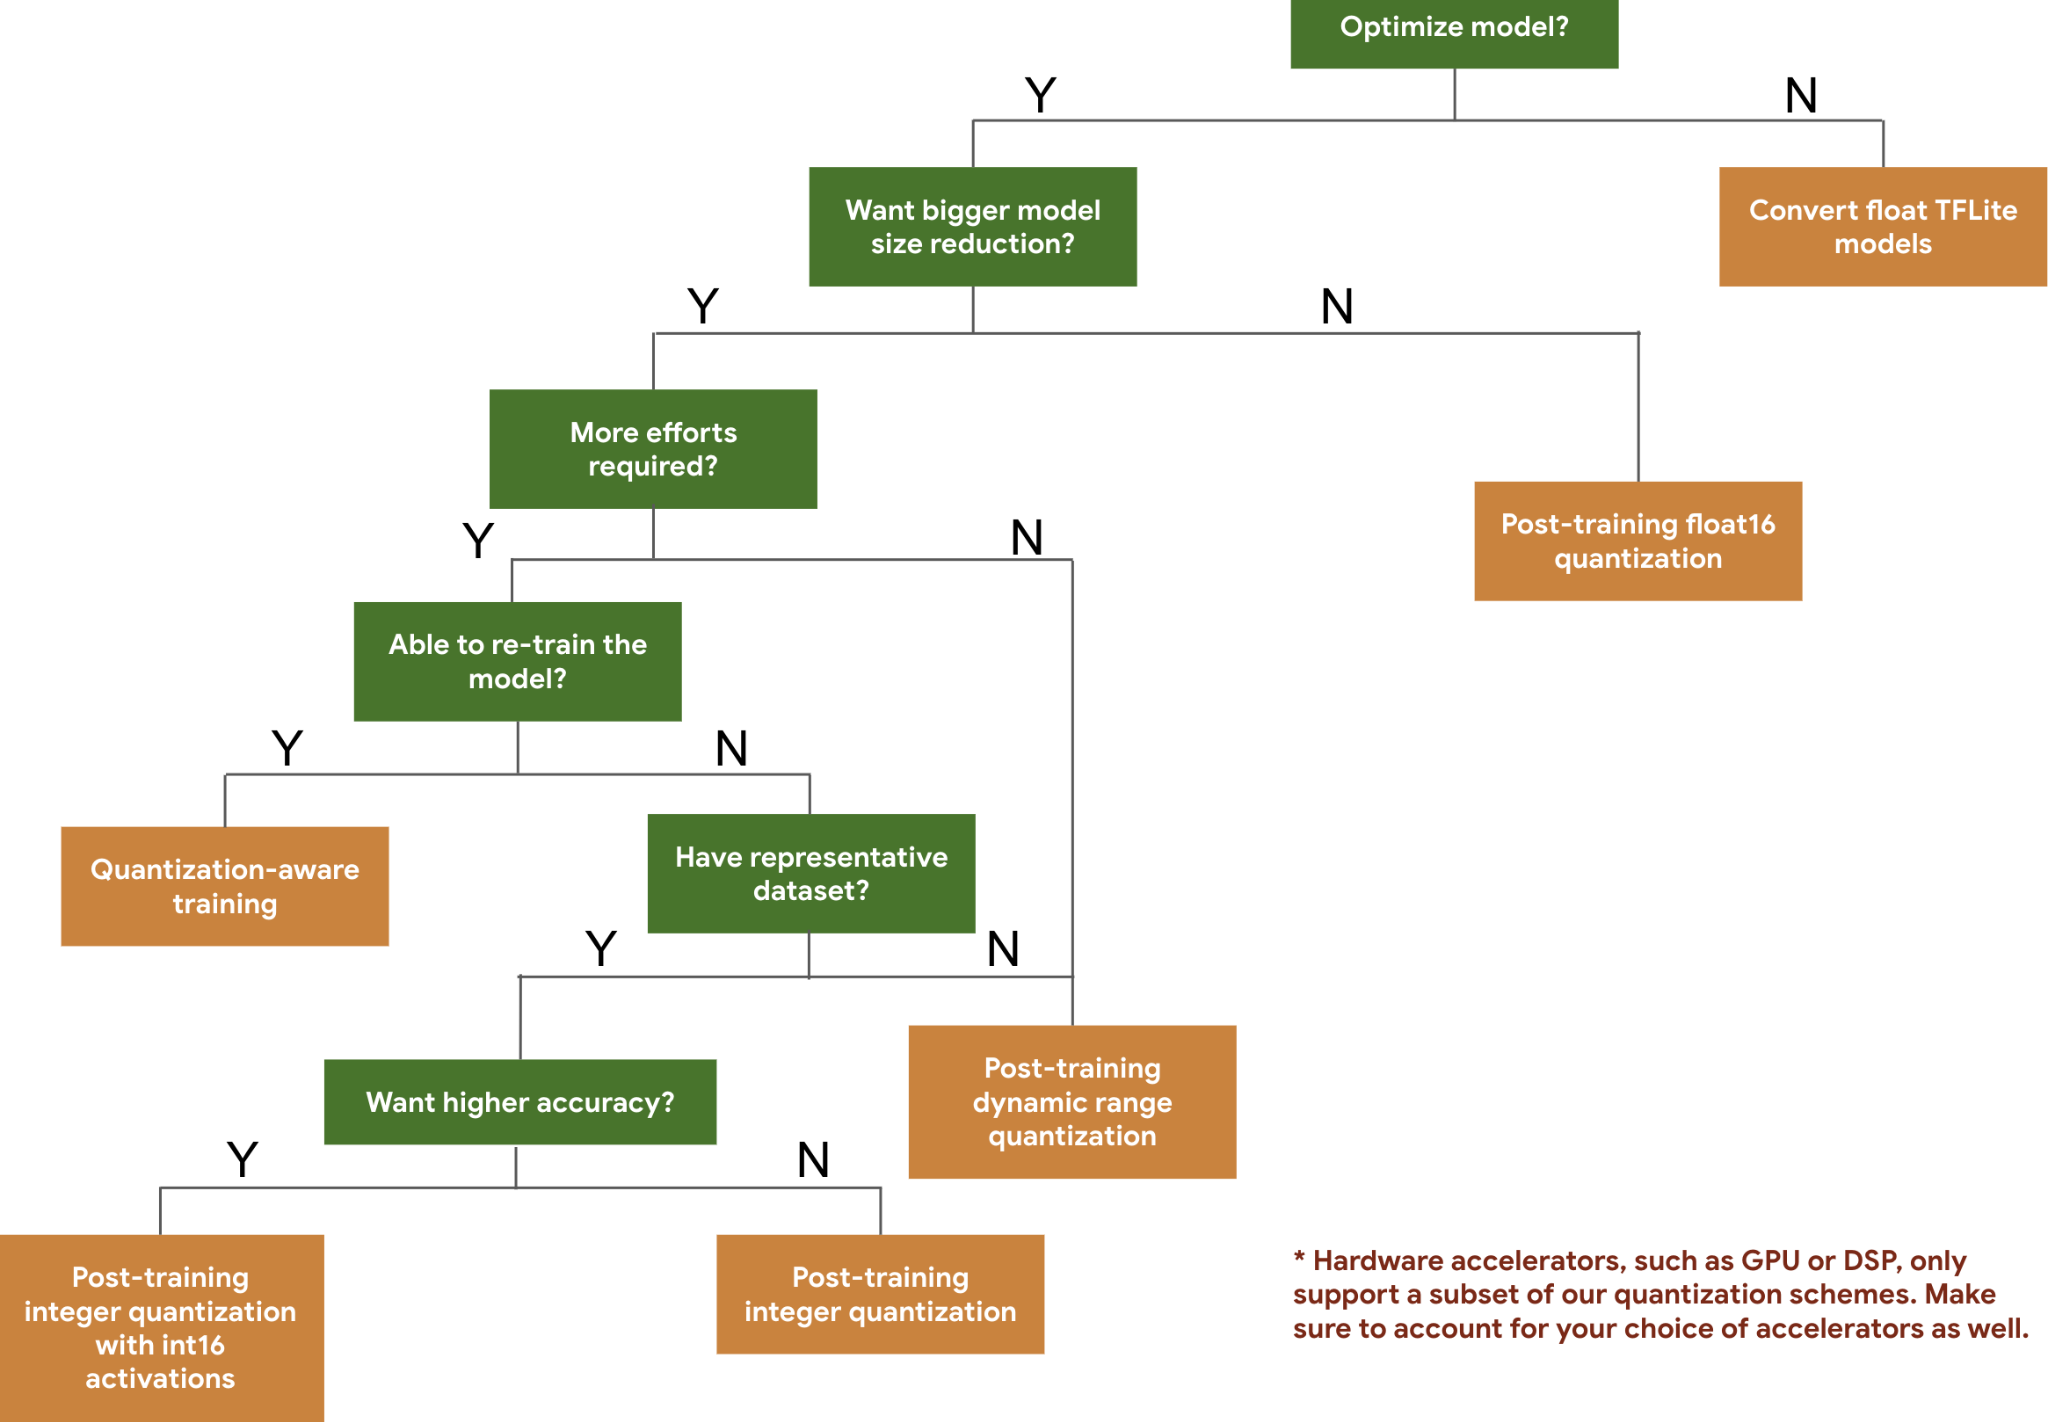 Optimize model?
Y
N
Want bigger model
size reduction?
Convert float TFLite
models
Y
N
More efforts
required?
Post-training float16
quantization
Y
N
Able to re-train the
model?
Y
N
Quantization-aware
training
Have representative
dataset?
Y
N
Want higher accuracy?
Post-training
dynamic range
quantization
Y
N
Post-training
integer quantization
with int16
activations
Post-training
integer quantization
* Hardware accelerators, such as GPU or DSP, only
support a subset of our quantization schemes. Make
sure to account for your choice of accelerators as well.